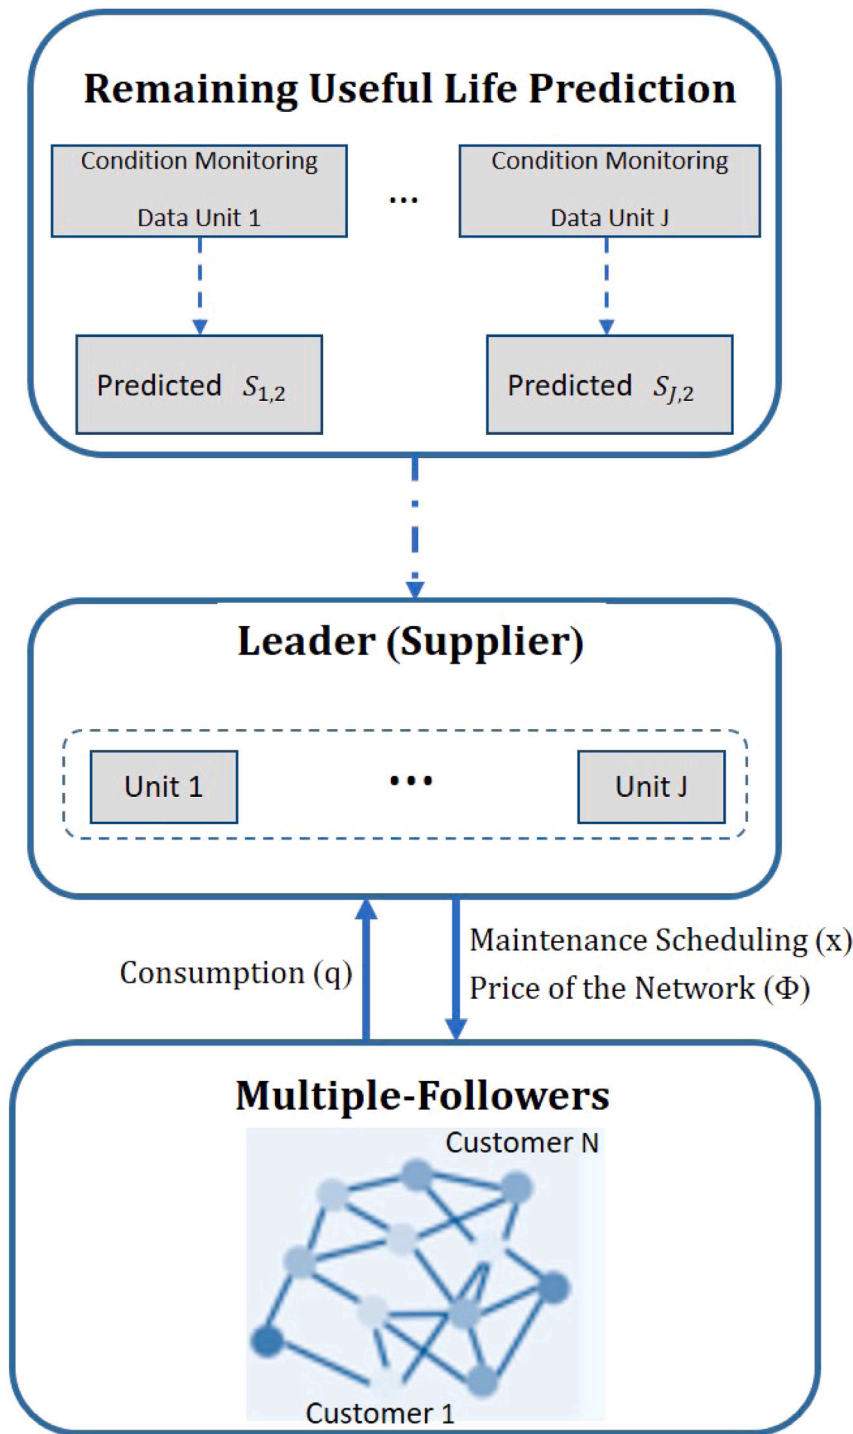 Remaining Useful Life Prediction
Condition Monitoring
Data Unit 1
...
Condition Monitoring
Data Unit J
Predicted S1,2
Predicted SJ,2
Leader (Supplier)
Unit 1
...
Unit J
Consumption (q)
Maintenance Scheduling (x)
Price of the Network (Φ)
Multiple-Followers
Customer N
Customer 1